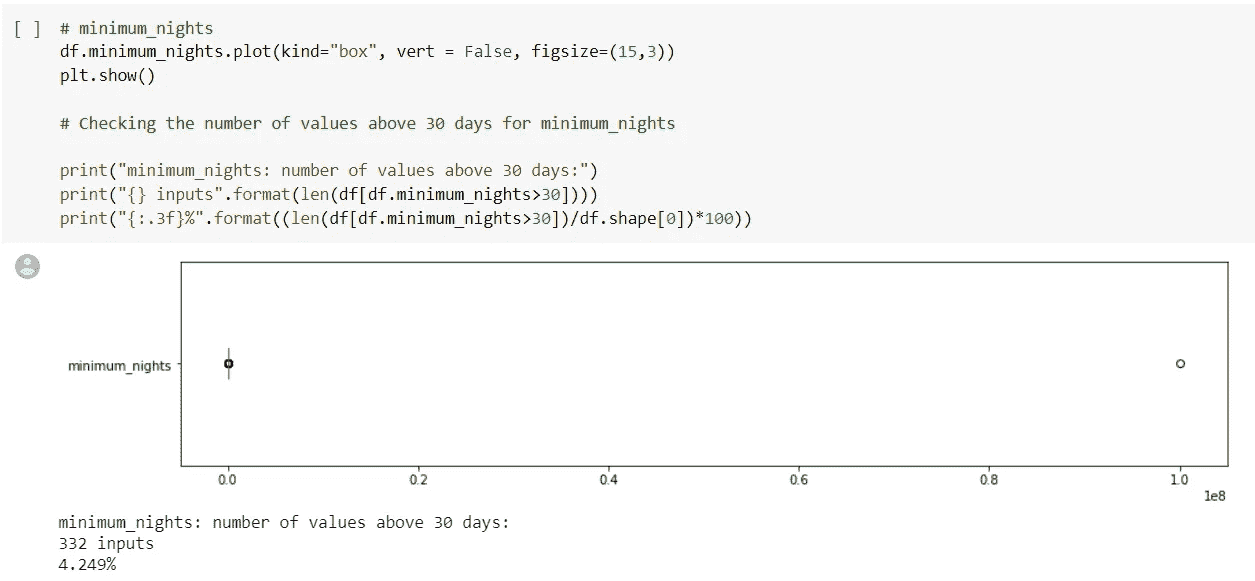 [ ] # minimum_nights
df.minimum_nights.plot(kind="box", vert = False, figsize=(15,3))
plt.show()
# Checking the number of values above 30 days for minimum_nights
print("minimum_nights: number of values above 30 days:")
print("{} inputs".format(len(df[df.minimum_nights>30])))
print("{:.3f}%".format((len(df[df.minimum_nights>30])/df.shape[0])*100))
minimum_nights
0.0 0.2 0.4 0.6 0.8 1.0
1e8
minimum_nights: number of values above 30 days:
332 inputs
4.249%